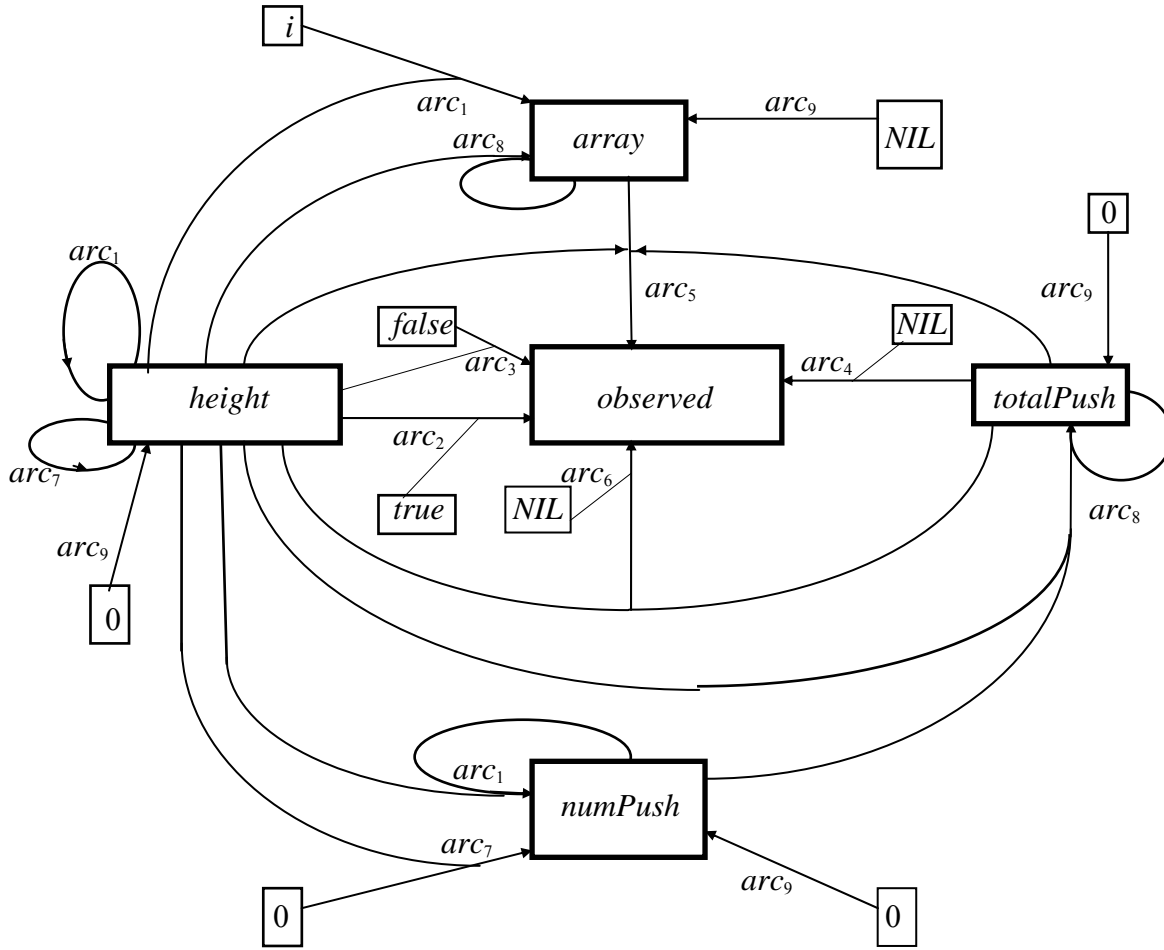 i
arc1
arc9
array
NIL
arc8
0
arc1
arc9
arc5
false
NIL
arc3
arc4
height
observed
totalPush
arc2
arc7
arc6
true
NIL
arc8
arc9
0
arc1
numPush
arc7
arc9
0
0